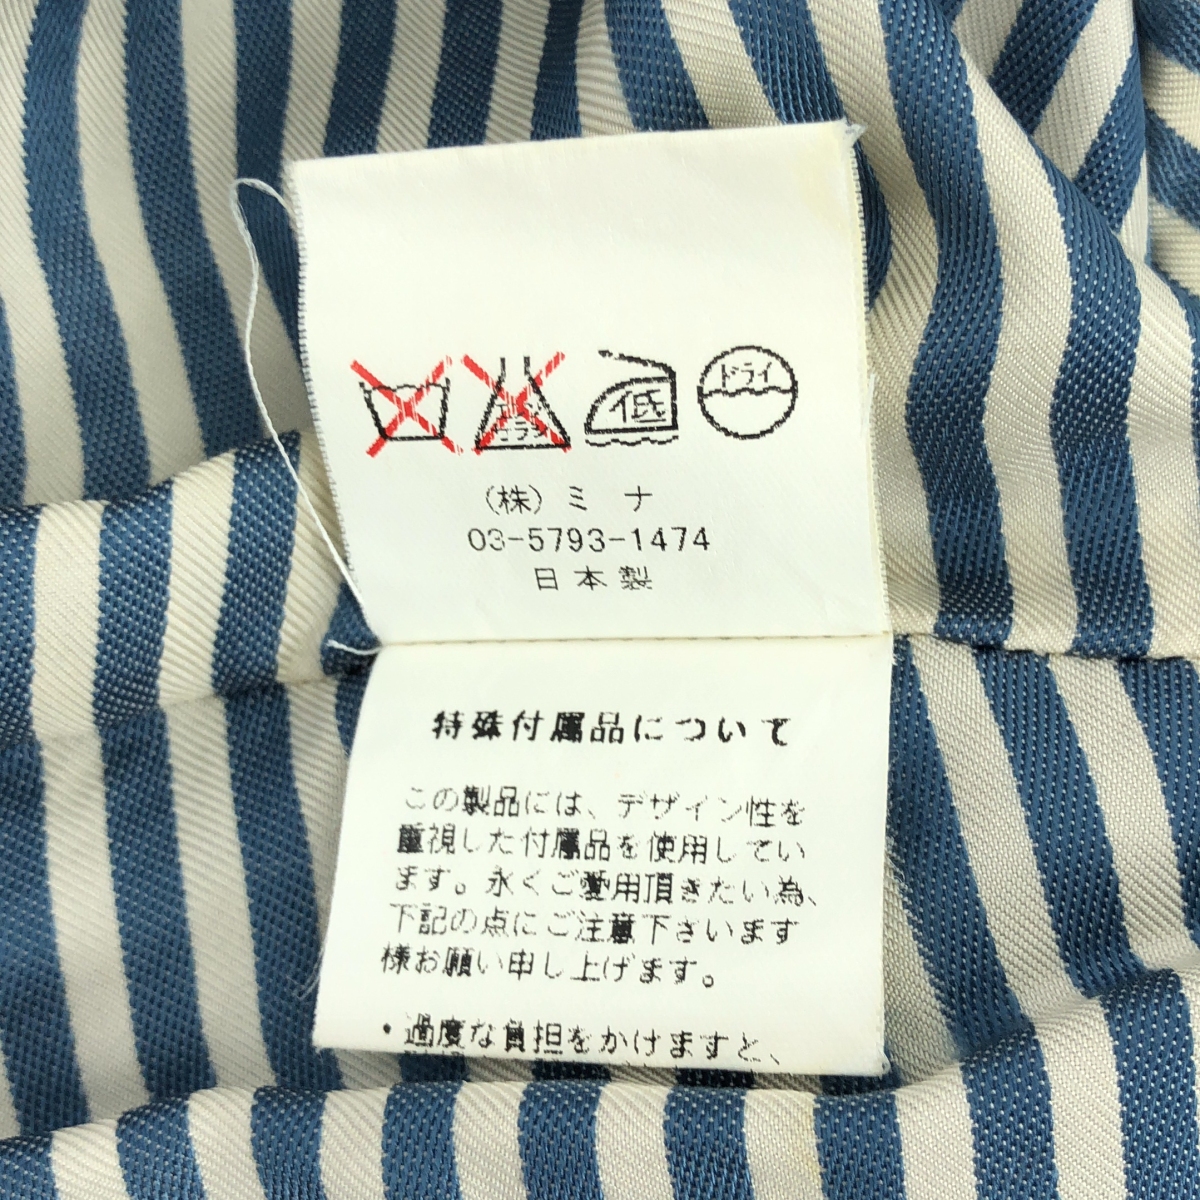 低
ドライ
(株) ミナ
03-5793-1474
日本製
特殊付属品について
この製品には、デザイン性を
重視した付属品を使用してい
ます。永くご愛用頂きたい為、
下記の点にご注意下さいます
様お願い申し上げます。
・過度な負担をかけますと、